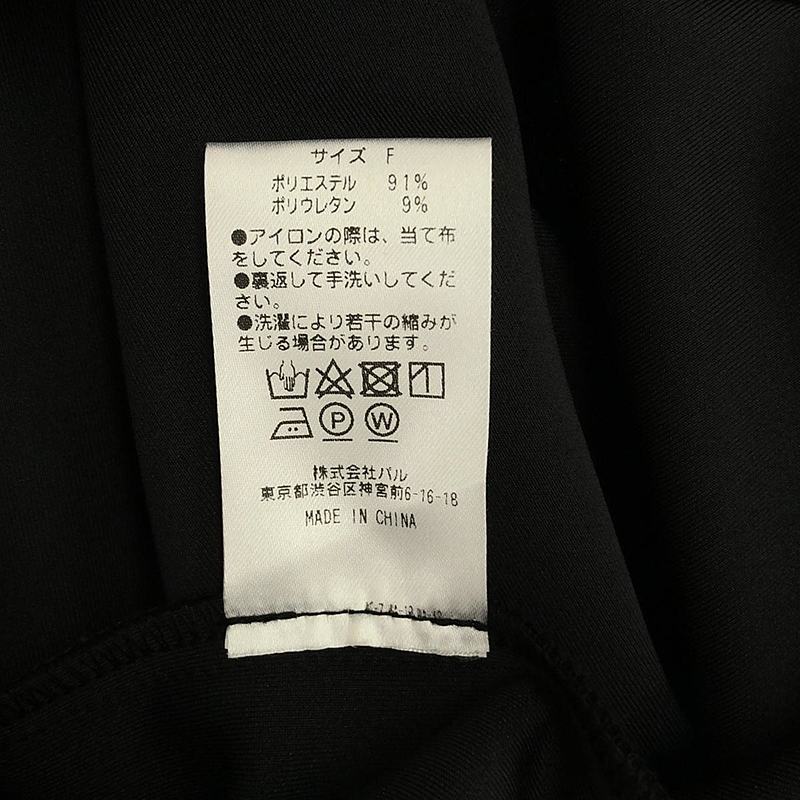 サイズ F
ポリエステル 91%
ポリウレタン 9%
●アイロンの際は、当て布
をしてください。
●裏返して手洗いしてくだ
さい。
●洗濯により若干の縮みが
生じる場合があります。
P W
株式会社パル
東京都渋谷区神宮前6-16-18
MADE IN CHINA